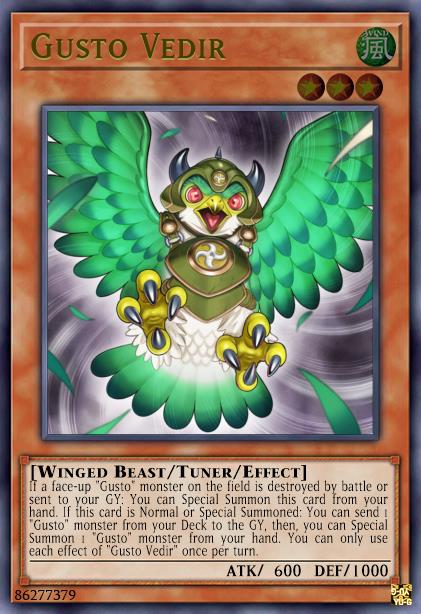 Gusto Vedir
WIND
風
[Winged Beast/Tuner/Effect]
If a face-up "Gusto" monster on the field is destroyed by battle or
sent to your GY: You can Special Summon this card from your
hand. If this card is Normal or Special Summoned: You can send 1
"Gusto" monster from your Deck to the GY, then, you can Special
Summon 1 "Gusto" monster from your hand. You can only use
each effect of "Gusto Vedir" once per turn.
ATK/ 600 DEF/1000
86277379